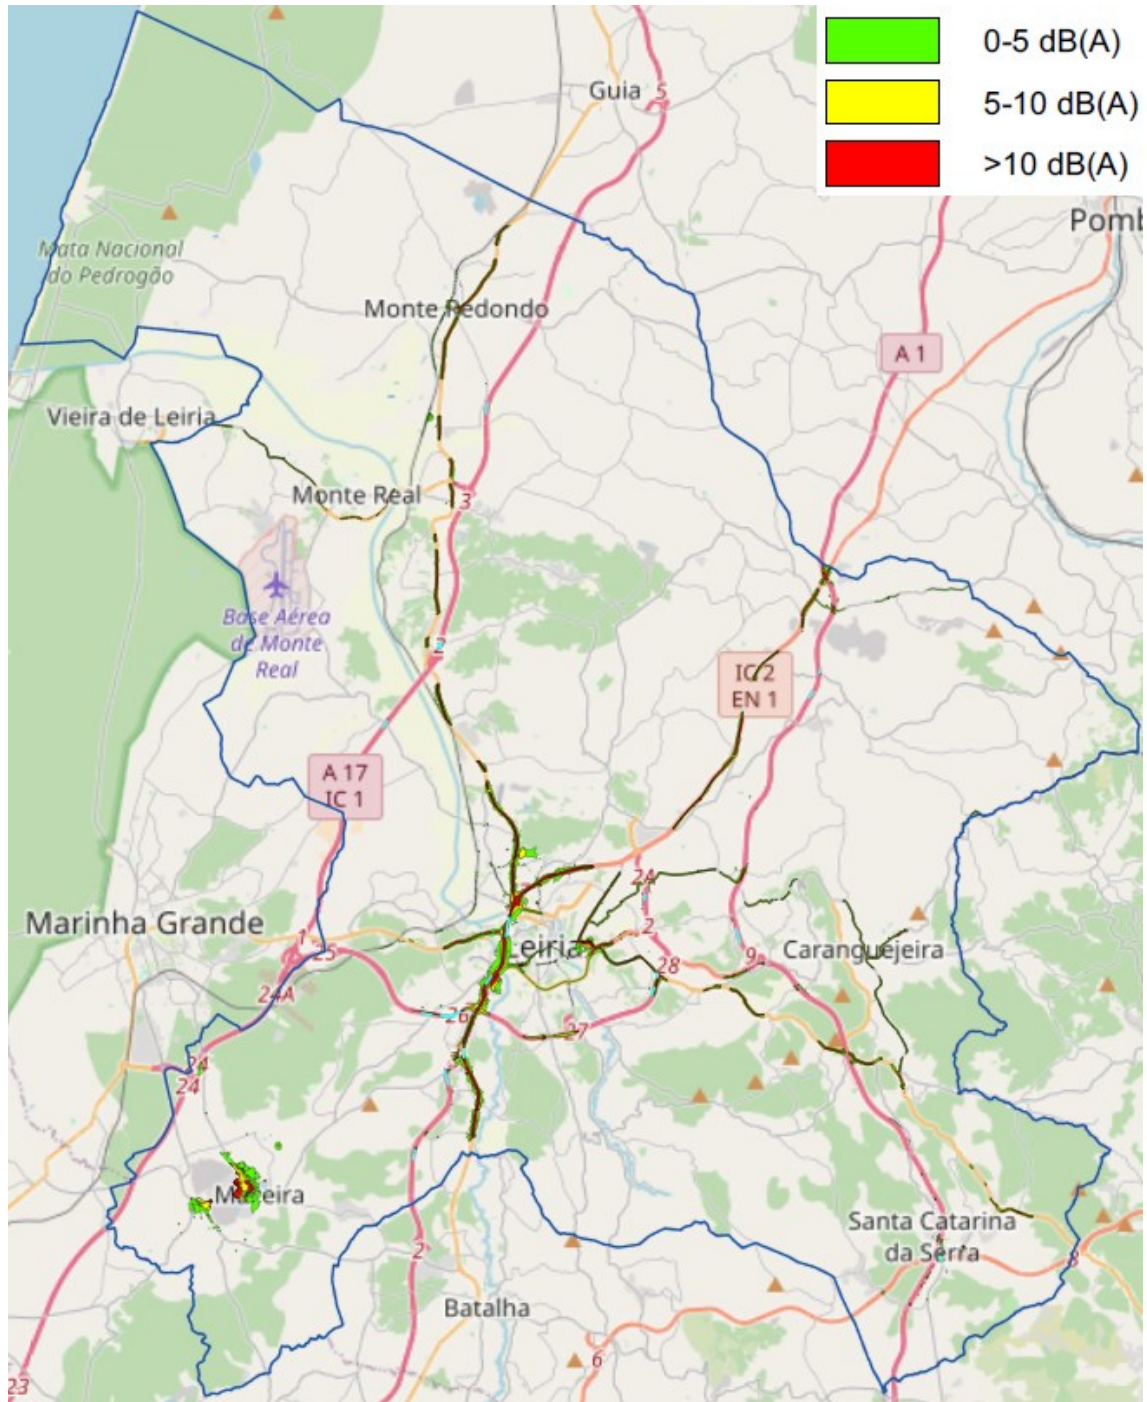 0-5 dB(A)
5-10 dB(A)
>10 dB(A)
Guia
5
Pomb
Mata Nacional
do Pedrogão
Monte Redondo
A 1
Vieira de Leiria
Monte Real
3
Base Aérea
de Monte
Real
2
IC 2
EN 1
A 17
IC 1
2A
Marinha Grande
1
25
Leiria
2
Caranguejeira
9A
28
24A
26
27
2A
24
Maceira
Santa Catarina
da Serra
2
8
Batalha
6
23